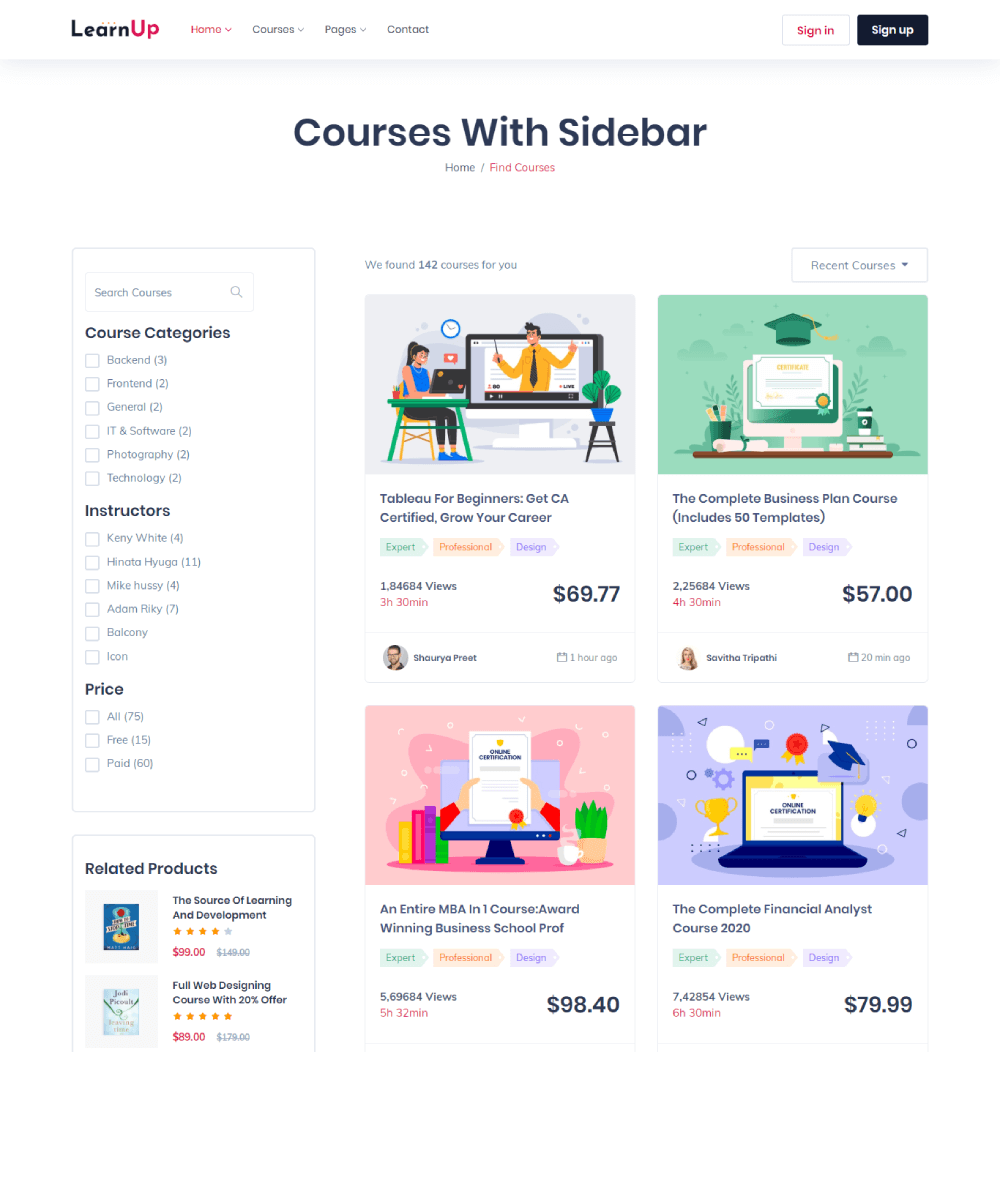 LearnUp
Home
Courses
Pages
Contact
Sign in
Sign up
Courses With Sidebar
Home / Find Courses
Search Courses
Course Categories
Backend (3)
Frontend (2)
General (2)
IT & Software (2)
Photography (2)
Technology (2)
Instructors
Keny White (4)
Hinata Hyuga (11)
Mike hussy (4)
Adam Riky (7)
Balcony
Icon
Price
All (75)
Free (15)
Paid (60)
Related Products
The Source Of Learning
And Development
$99.00 $149.00
MATT HAIG
Full Web Designing
Course With 20% Offer
$89.00 $179.00
Jodi
Picoult
leaving
time
We found 142 courses for you
Recent Courses
LIVE
Tableau For Beginners: Get CA
Certified, Grow Your Career
Expert
Professional
Design
1,84684 Views
3h 30min
$69.77
Shaurya Preet
1 hour ago
CERTIFICATE
The Complete Business Plan Course
(Includes 50 Templates)
Expert
Professional
Design
2,25684 Views
4h 30min
$57.00
Savitha Tripathi
20 min ago
ONLINE
CERTIFICATION
An Entire MBA In 1 Course:Award
Winning Business School Prof
Expert
Professional
Design
5,69684 Views
5h 32min
$98.40
ONLINE
CERTIFICATION
The Complete Financial Analyst
Course 2020
Expert
Professional
Design
7,42854 Views
6h 30min
$79.99